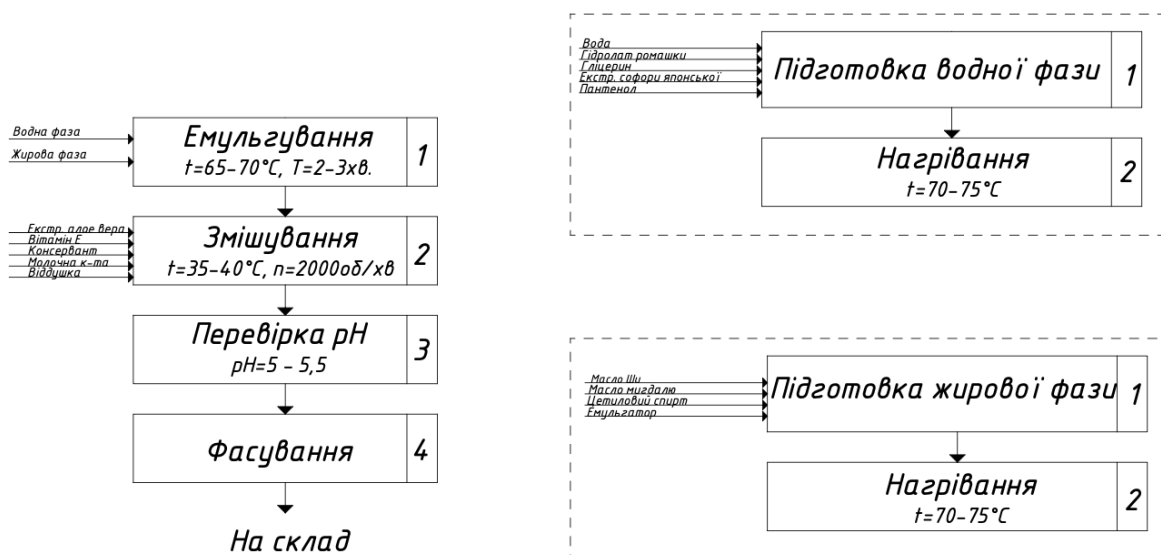 Водна фаза
Жирова фаза
Емульгування
t=65-70°C, T=2-3хв.
1
Екстр. алое вера
Вітамін Е
Консервант
Молочна к-та
Віддушка
Змішування
t=35-40°C, n=2000об/хв
2
Перевірка pH
pH=5 - 5,5
3
Фасування
4
На склад
Вода
Гідролат ромашки
Гліцерин
Екстр. софори японської
Пантенол
Підготовка водної фази
1
Нагрівання
t=70-75°C
2
Масло Ши
Масло мигдалю
Цетиловий спирт
Емульгатор
Підготовка жирової фази
1
Нагрівання
t=70-75°C
2